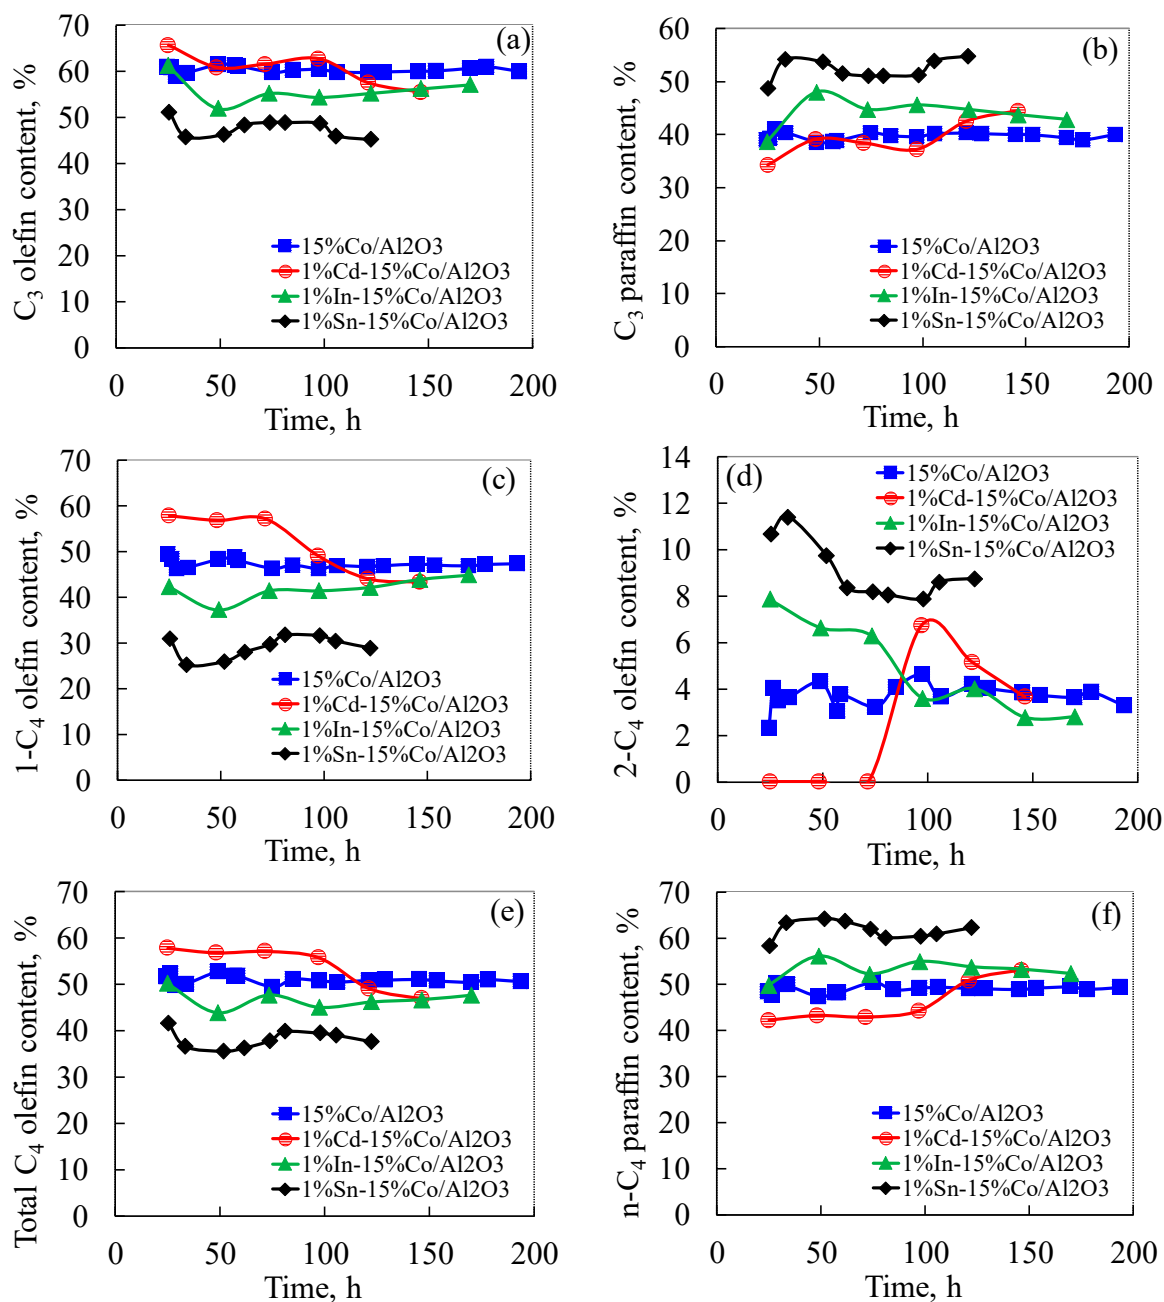 (a)
C3 olefin content, %
70
60
50
40
30
20
10
0
15%Co/Al2O3
1%Cd-15%Co/Al2O3
1%In-15%Co/Al2O3
1%Sn-15%Co/Al2O3
0 50 100 150 200
Time, h
(b)
C3 paraffin content, %
60
50
40
30
20
10
0
15%Co/Al2O3
1%Cd-15%Co/Al2O3
1%In-15%Co/Al2O3
1%Sn-15%Co/Al2O3
0 50 100 150 200
Time, h
(c)
1-C4 olefin content, %
70
60
50
40
30
20
10
0
15%Co/Al2O3
1%Cd-15%Co/Al2O3
1%In-15%Co/Al2O3
1%Sn-15%Co/Al2O3
0 50 100 150 200
Time, h
(d)
2-C4 olefin content, %
14
12
10
8
6
4
2
0
15%Co/Al2O3
1%Cd-15%Co/Al2O3
1%In-15%Co/Al2O3
1%Sn-15%Co/Al2O3
0 50 100 150 200
Time, h
(e)
Total C4 olefin content, %
70
60
50
40
30
20
10
0
15%Co/Al2O3
1%Cd-15%Co/Al2O3
1%In-15%Co/Al2O3
1%Sn-15%Co/Al2O3
0 50 100 150 200
Time, h
(f)
n-C4 paraffin content, %
70
60
50
40
30
20
10
0
15%Co/Al2O3
1%Cd-15%Co/Al2O3
1%In-15%Co/Al2O3
1%Sn-15%Co/Al2O3
0 50 100 150 200
Time, h